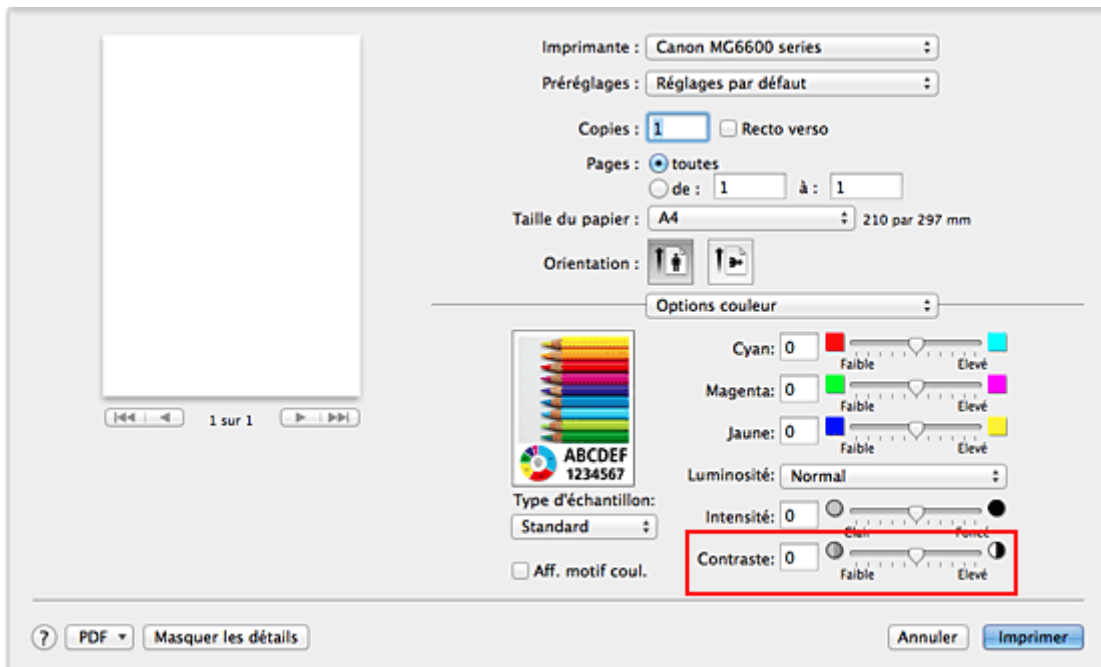 Imprimante : Canon MG6600 series
Préréglages : Réglages par défaut
Copies : 1 Recto verso
Pages : toutes
de : 1 à : 1
Taille du papier : A4 210 par 297 mm
Orientation :
Options couleur
Cyan: 0
Faible Elevé
Magenta: 0
Faible Elevé
Jaune: 0
Faible Elevé
1 sur 1
ABCDEF
1234567
Luminosité: Normal
Type d'échantillon:
Standard
Intensité: 0
Clair Foncé
Contraste: 0
Faible Elevé
Aff. motif coul.
? PDF Masquer les détails Annuler Imprimer